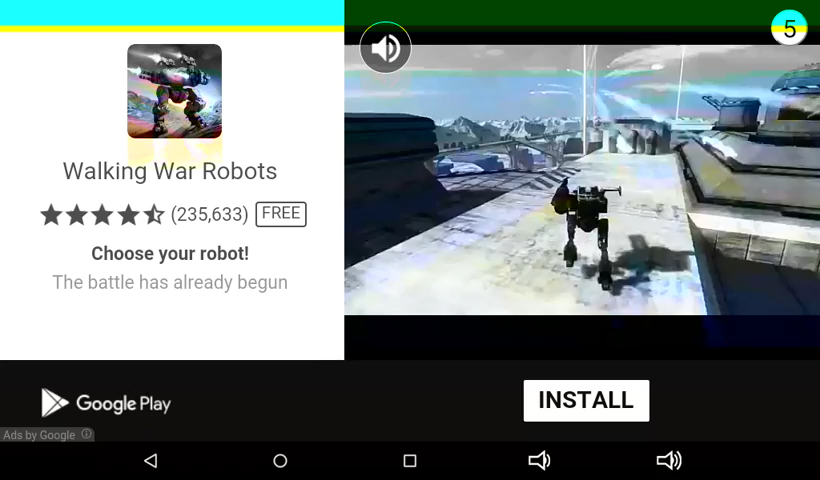 5
Walking War Robots
(235,633) FREE
Choose your robot!
The battle has already begun
Google Play
INSTALL
Ads by Google